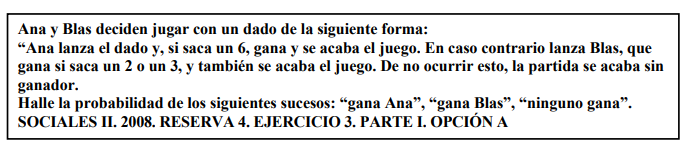 Ana y Blas deciden jugar con un dado de la siguiente forma:
“Ana lanza el dado y, si saca un 6, gana y se acaba el juego. En caso contrario lanza Blas, que
gana si saca un 2 o un 3, y también se acaba el juego. De no ocurrir esto, la partida se acaba sin
ganador.
Halle la probabilidad de los siguientes sucesos: “gana Ana”, “gana Blas”, “ninguno gana”.
SOCIALES II. 2008. RESERVA 4. EJERCICIO 3. PARTE I. OPCIÓN A